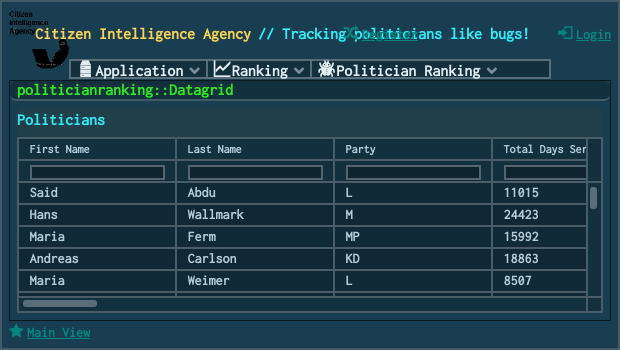 Citizen
Intelligence
Agency
Citizen Intelligence Agency // Tracking politicians like bugs!
Register
Login
Application
Ranking
Politician Ranking
politicianranking::Datagrid
Politicians
First Name Last Name Party Total Days Ser
Said Abdu L 11015
Hans Wallmark M 24423
Maria Ferm MP 15992
Andreas Carlson KD 18863
Maria Weimer L 8507
Main View